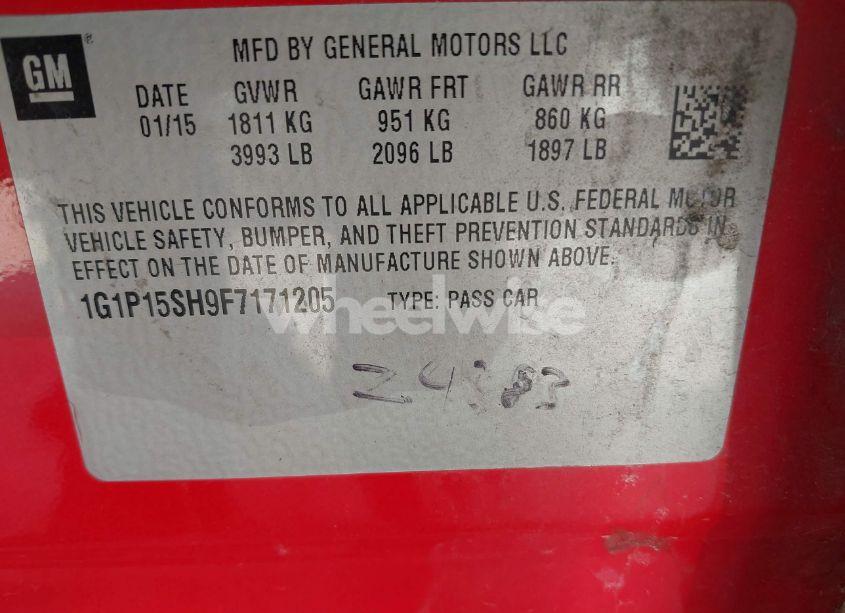 GM ®
MFD BY GENERAL MOTORS LLC
DATE GVWR GAWR FRT GAWR RR
01/15 1811 KG 951 KG 860 KG
3993 LB 2096 LB 1897 LB
THIS VEHICLE CONFORMS TO ALL APPLICABLE U.S. FEDERAL MOTOR
VEHICLE SAFETY, BUMPER, AND THEFT PREVENTION STANDARDS IN
EFFECT ON THE DATE OF MANUFACTURE SHOWN ABOVE.
1G1P15SH9F7171205 TYPE: PASS CAR
wheelwise